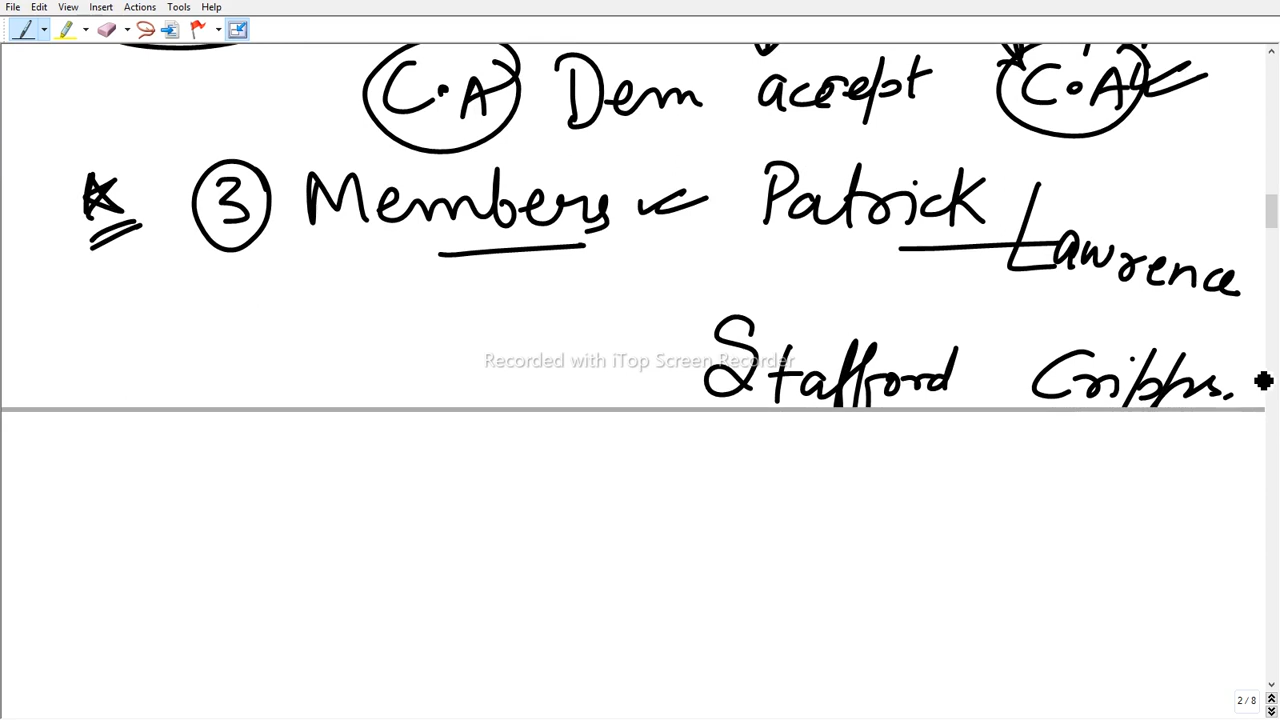 File Edit View Insert Actions Tools Help
C.A Dem accept C.A
3 Members Patrick Lawrence
Recorded with iTop Screen Recorder
Stafford Cripps.
2 / 8